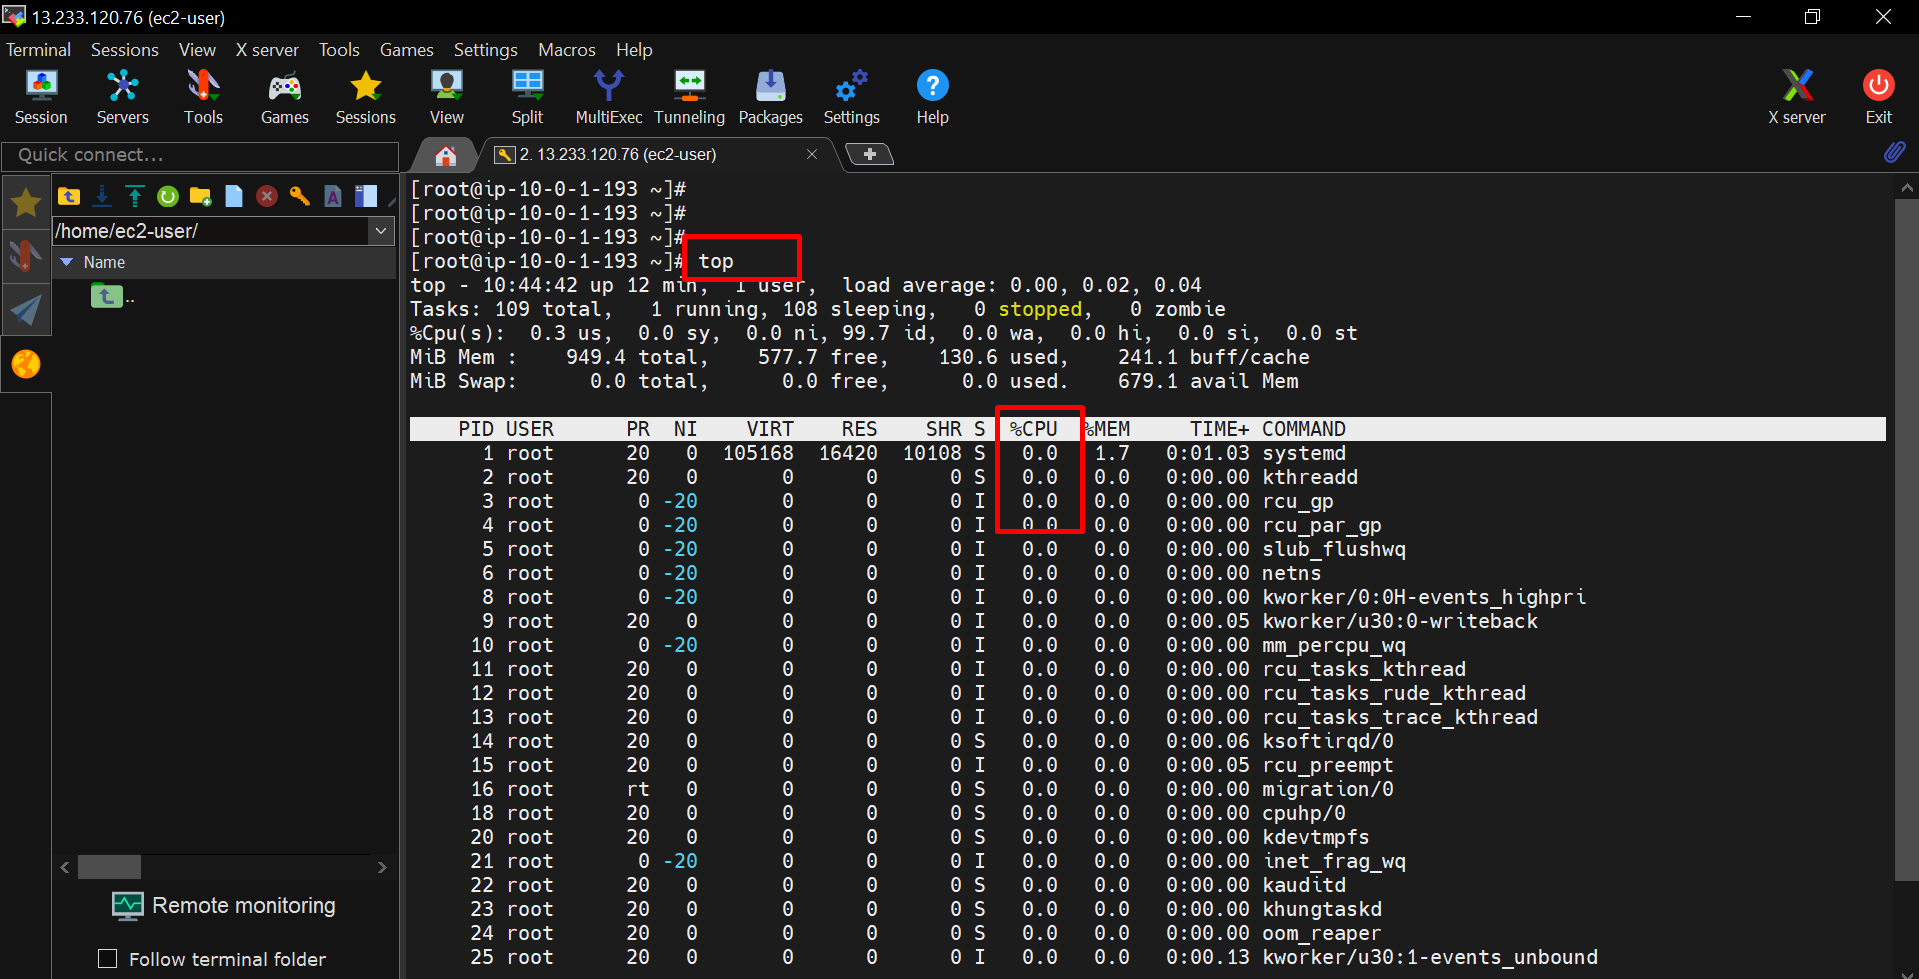 13.233.120.76 (ec2-user)
Terminal Sessions View X server Tools Games Settings Macros Help
Session Servers Tools Games Sessions View Split MultiExec Tunneling Packages Settings Help X server Exit
Quick connect...
2. 13.233.120.76 (ec2-user)
/home/ec2-user/
Name
..
Remote monitoring
Follow terminal folder
[root@ip-10-0-1-193 ~]#
[root@ip-10-0-1-193 ~]#
[root@ip-10-0-1-193 ~]#
[root@ip-10-0-1-193 ~]# top
top - 10:44:42 up 12 min,  1 user,  load average: 0.00, 0.02, 0.04
Tasks: 109 total,   1 running, 108 sleeping,   0 stopped,   0 zombie
%Cpu(s):  0.3 us,  0.0 sy,  0.0 ni, 99.7 id,  0.0 wa,  0.0 hi,  0.0 si,  0.0 st
MiB Mem :    949.4 total,    577.7 free,    130.6 used,    241.1 buff/cache
MiB Swap:      0.0 total,      0.0 free,      0.0 used.    679.1 avail Mem
PID USER PR NI VIRT RES SHR S %CPU %MEM TIME+ COMMAND
1 root 20 0 105168 16420 10108 S 0.0 1.7 0:01.03 systemd
2 root 20 0 0 0 0 S 0.0 0.0 0:00.00 kthreadd
3 root 0 -20 0 0 0 I 0.0 0.0 0:00.00 rcu_gp
4 root 0 -20 0 0 0 I 0.0 0.0 0:00.00 rcu_par_gp
5 root 0 -20 0 0 0 I 0.0 0.0 0:00.00 slub_flushwq
6 root 0 -20 0 0 0 I 0.0 0.0 0:00.00 netns
8 root 0 -20 0 0 0 I 0.0 0.0 0:00.00 kworker/0:0H-events_highpri
9 root 20 0 0 0 0 I 0.0 0.0 0:00.05 kworker/u30:0-writeback
10 root 0 -20 0 0 0 I 0.0 0.0 0:00.00 mm_percpu_wq
11 root 20 0 0 0 0 I 0.0 0.0 0:00.00 rcu_tasks_kthread
12 root 20 0 0 0 0 I 0.0 0.0 0:00.00 rcu_tasks_rude_kthread
13 root 20 0 0 0 0 I 0.0 0.0 0:00.00 rcu_tasks_trace_kthread
14 root 20 0 0 0 0 S 0.0 0.0 0:00.06 ksoftirqd/0
15 root 20 0 0 0 0 I 0.0 0.0 0:00.05 rcu_preempt
16 root rt 0 0 0 0 S 0.0 0.0 0:00.00 migration/0
18 root 20 0 0 0 0 S 0.0 0.0 0:00.00 cpuhp/0
20 root 20 0 0 0 0 S 0.0 0.0 0:00.00 kdevtmpfs
21 root 0 -20 0 0 0 I 0.0 0.0 0:00.00 inet_frag_wq
22 root 20 0 0 0 0 S 0.0 0.0 0:00.00 kauditd
23 root 20 0 0 0 0 S 0.0 0.0 0:00.00 khungtaskd
24 root 20 0 0 0 0 S 0.0 0.0 0:00.00 oom_reaper
25 root 20 0 0 0 0 I 0.0 0.0 0:00.13 kworker/u30:1-events_unbound